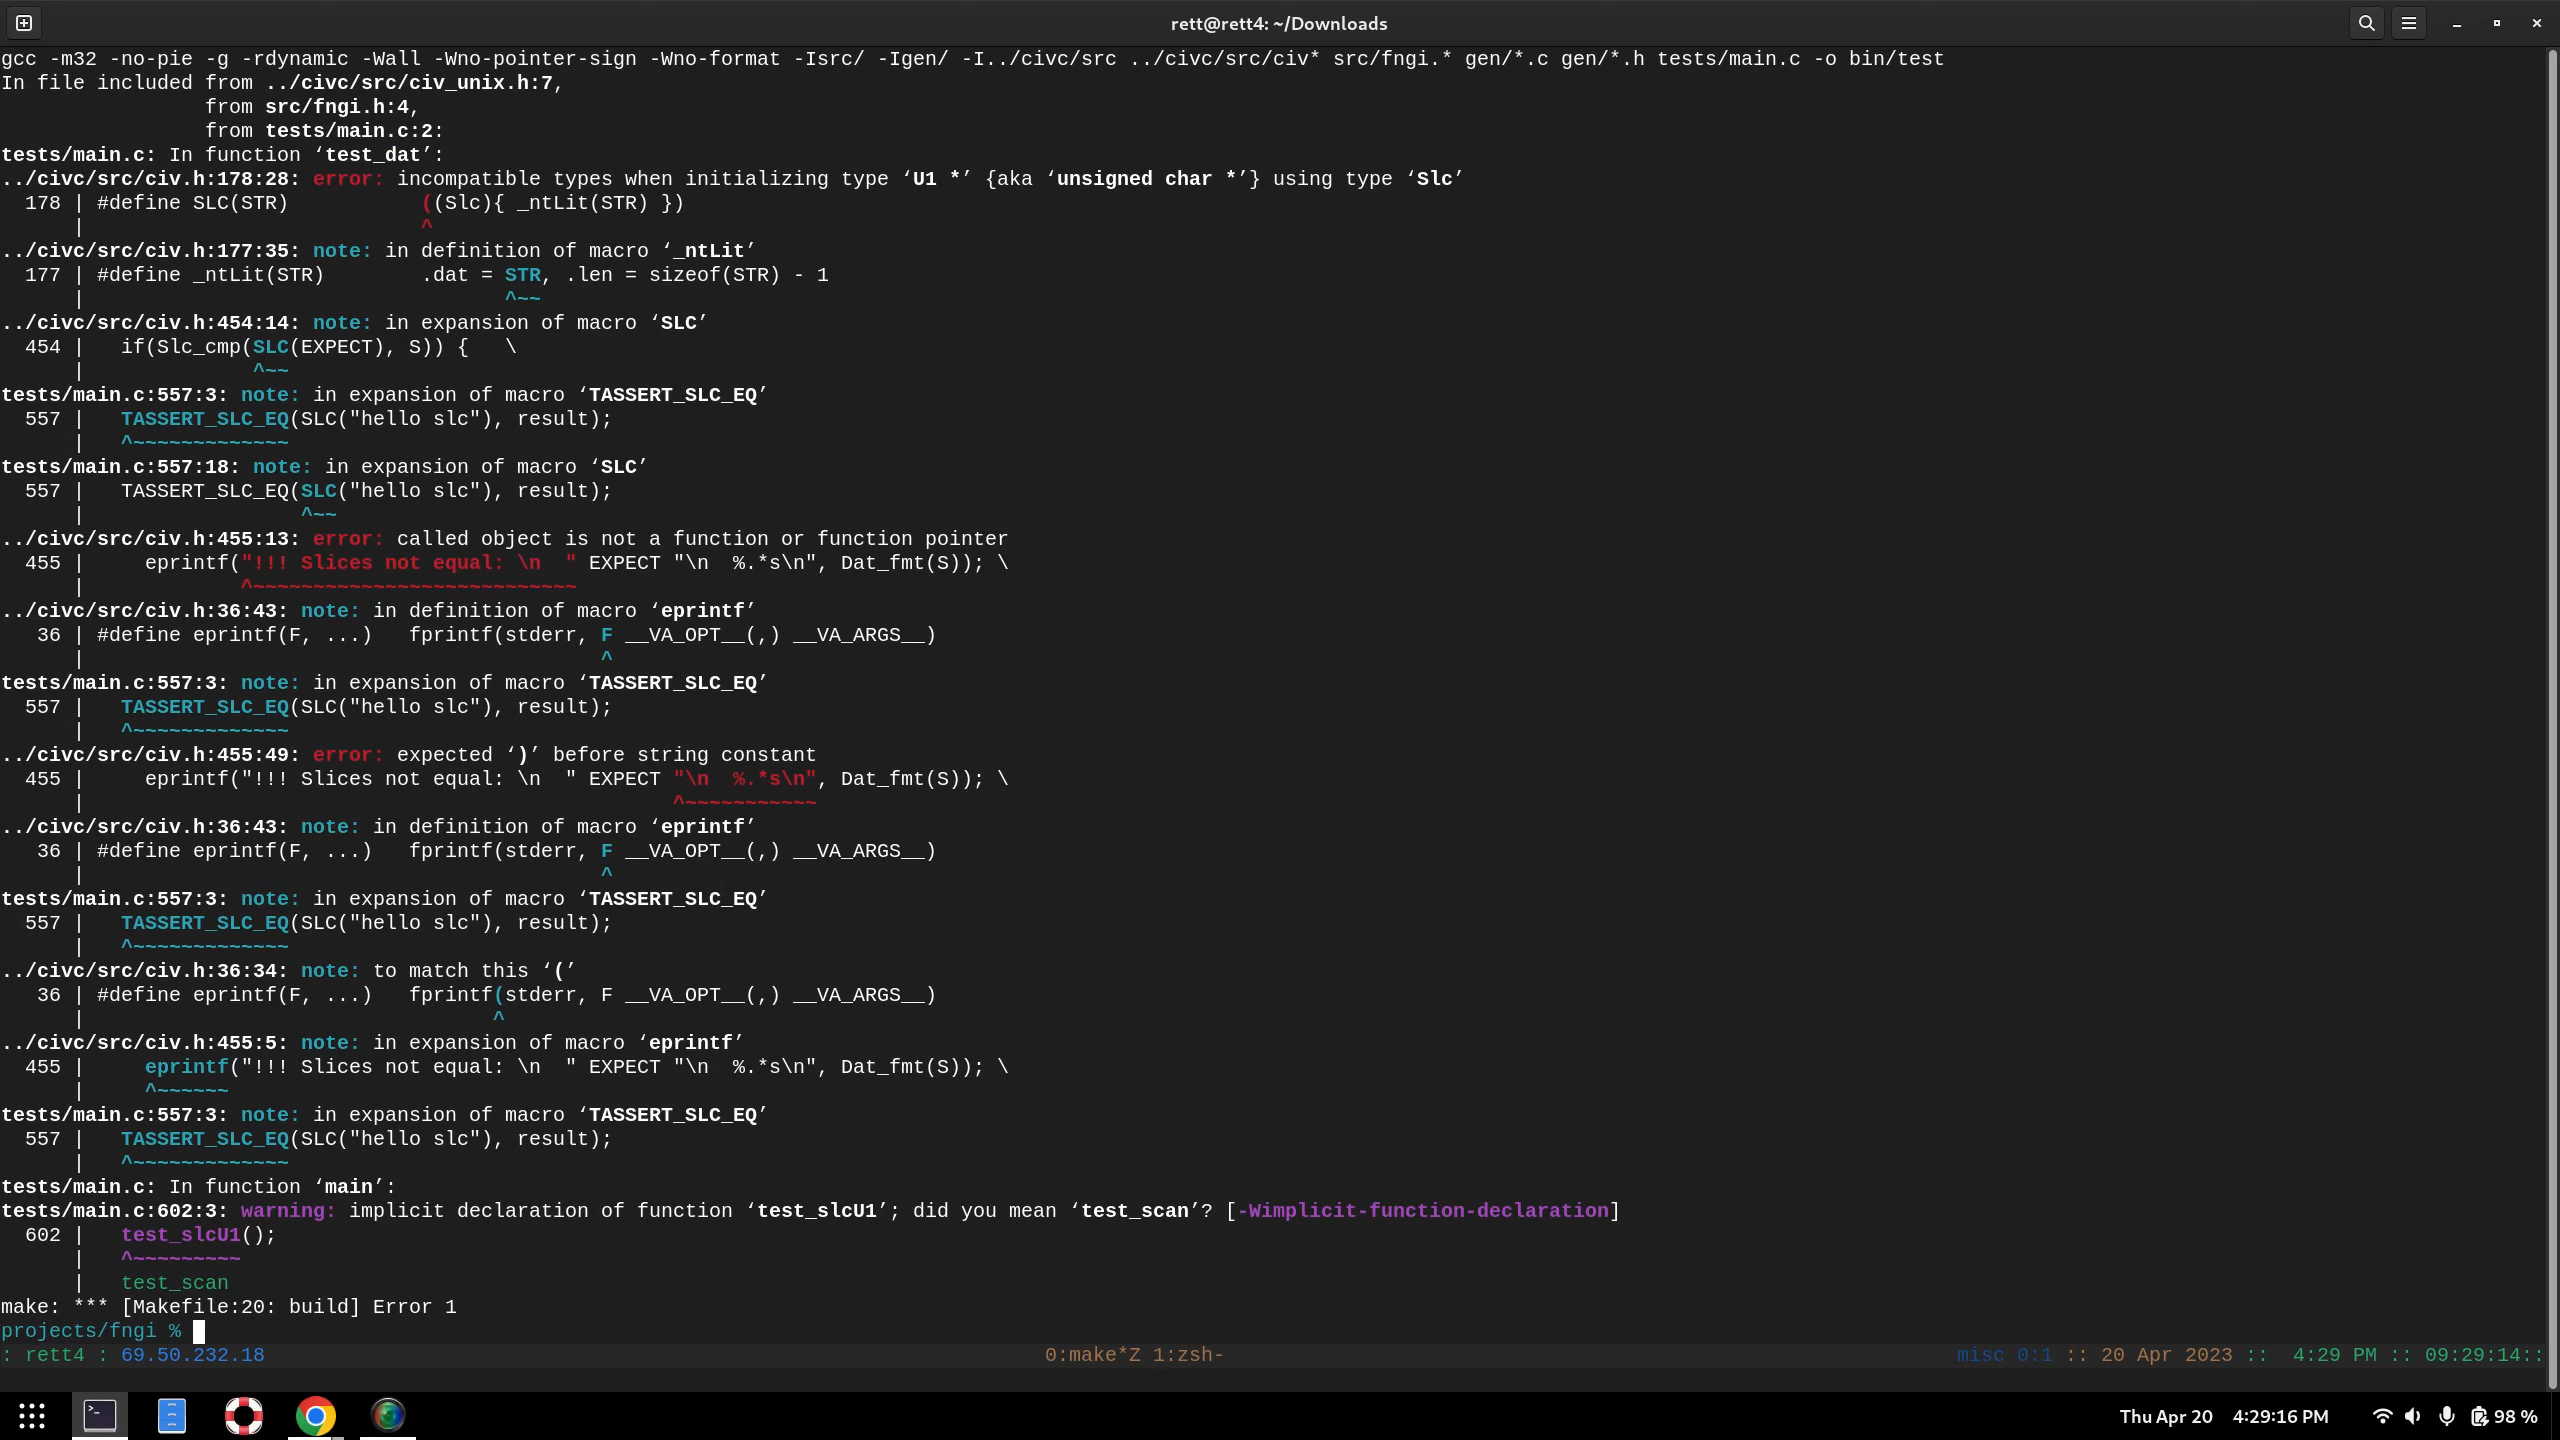 rett@rett4: ~/Downloads
gcc -m32 -no-pie -g -rdynamic -Wall -Wno-pointer-sign -Wno-format -Isrc/ -Igen/ -I../civc/src ../civc/src/civ* src/fngi.* gen/*.c gen/*.h tests/main.c -o bin/test
In file included from ../civc/src/civ_unix.h:7,
                 from src/fngi.h:4,
                 from tests/main.c:2:
tests/main.c: In function ‘test_dat’:
../civc/src/civ.h:178:28: error: incompatible types when initializing type ‘U1 *’ {aka ‘unsigned char *’} using type ‘Slc’
  178 | #define SLC(STR)           ((Slc){ _ntLit(STR) })
      |                            ^
../civc/src/civ.h:177:35: note: in definition of macro ‘_ntLit’
  177 | #define _ntLit(STR)        .dat = STR, .len = sizeof(STR) - 1
      |                                   ^~~
../civc/src/civ.h:454:14: note: in expansion of macro ‘SLC’
  454 |   if(Slc_cmp(SLC(EXPECT), S)) {   \
      |              ^~~
tests/main.c:557:3: note: in expansion of macro ‘TASSERT_SLC_EQ’
  557 |   TASSERT_SLC_EQ(SLC("hello slc"), result);
      |   ^~~~~~~~~~~~~~
tests/main.c:557:18: note: in expansion of macro ‘SLC’
  557 |   TASSERT_SLC_EQ(SLC("hello slc"), result);
      |                  ^~~
../civc/src/civ.h:455:13: error: called object is not a function or function pointer
  455 |     eprintf("!!! Slices not equal: \n  " EXPECT "\n  %.*s\n", Dat_fmt(S)); \
      |             ^~~~~~~~~~~~~~~~~~~~~~~~~~~~
../civc/src/civ.h:36:43: note: in definition of macro ‘eprintf’
   36 | #define eprintf(F, ...)   fprintf(stderr, F __VA_OPT__(,) __VA_ARGS__)
      |                                           ^
tests/main.c:557:3: note: in expansion of macro ‘TASSERT_SLC_EQ’
  557 |   TASSERT_SLC_EQ(SLC("hello slc"), result);
      |   ^~~~~~~~~~~~~~
../civc/src/civ.h:455:49: error: expected ‘)’ before string constant
  455 |     eprintf("!!! Slices not equal: \n  " EXPECT "\n  %.*s\n", Dat_fmt(S)); \
      |                                                 ^~~~~~~~~~~~
../civc/src/civ.h:36:43: note: in definition of macro ‘eprintf’
   36 | #define eprintf(F, ...)   fprintf(stderr, F __VA_OPT__(,) __VA_ARGS__)
      |                                           ^
tests/main.c:557:3: note: in expansion of macro ‘TASSERT_SLC_EQ’
  557 |   TASSERT_SLC_EQ(SLC("hello slc"), result);
      |   ^~~~~~~~~~~~~~
../civc/src/civ.h:36:34: note: to match this ‘(’
   36 | #define eprintf(F, ...)   fprintf(stderr, F __VA_OPT__(,) __VA_ARGS__)
      |                                  ^
../civc/src/civ.h:455:5: note: in expansion of macro ‘eprintf’
  455 |     eprintf("!!! Slices not equal: \n  " EXPECT "\n  %.*s\n", Dat_fmt(S)); \
      |     ^~~~~~~
tests/main.c:557:3: note: in expansion of macro ‘TASSERT_SLC_EQ’
  557 |   TASSERT_SLC_EQ(SLC("hello slc"), result);
      |   ^~~~~~~~~~~~~~
tests/main.c: In function ‘main’:
tests/main.c:602:3: warning: implicit declaration of function ‘test_slcU1’; did you mean ‘test_scan’? [-Wimplicit-function-declaration]
  602 |   test_slcU1();
      |   ^~~~~~~~~~
      |   test_scan
make: *** [Makefile:20: build] Error 1
projects/fngi %
: rett4 : 69.50.232.18 0:make*Z 1:zsh- misc 0:1 :: 20 Apr 2023 ::  4:29 PM :: 09:29:14::
Thu Apr 20 4:29:16 PM 98 %